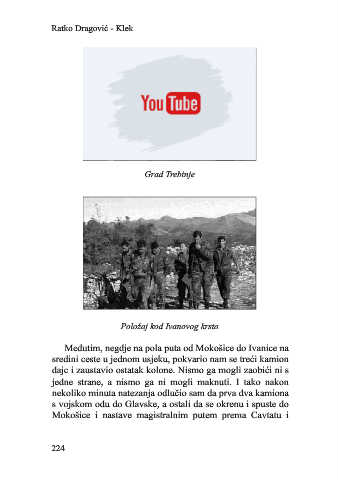 Ratko Dragović - Klek
YouTube
Grad Trebinje
Položaj kod Ivanovog krsta
Međutim, negdje na pola puta od Mokošice do Ivanice na
sredini ceste u jednom usjeku, pokvario nam se treći kamion
dajc i zaustavio ostatak kolone. Nismo ga mogli zaobići ni s
jedne strane, a nismo ga ni mogli maknuti. I tako nakon
nekoliko minuta natezanja odlučio sam da prva dva kamiona
s vojskom odu do Glavske, a ostali da se okrenu i spuste do
Mokošice i nastave magistralnim putem prema Cavtatu i
224